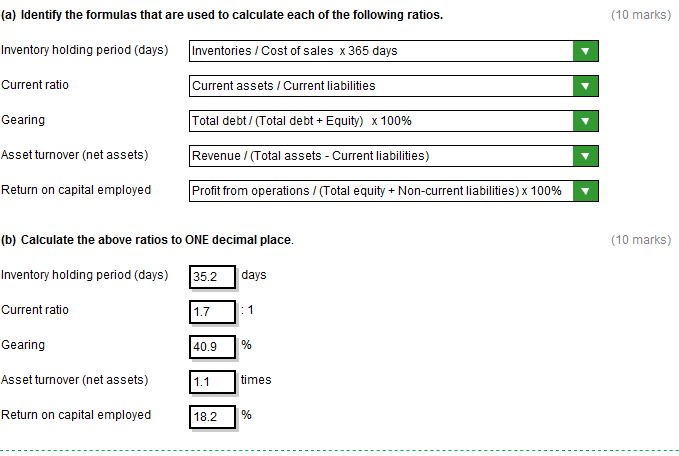 (a) Identify the formulas that are used to calculate each of the following ratios. (10 marks)
Inventory holding period (days) Inventories / Cost of sales x 365 days
Current ratio Current assets / Current liabilities
Gearing Total debt / (Total debt + Equity) x 100%
Asset turnover (net assets) Revenue / (Total assets - Current liabilities)
Return on capital employed Profit from operations / (Total equity + Non-current liabilities) x 100%
(b) Calculate the above ratios to ONE decimal place. (10 marks)
Inventory holding period (days) 35.2 days
Current ratio 1.7 : 1
Gearing 40.9 %
Asset turnover (net assets) 1.1 times
Return on capital employed 18.2 %